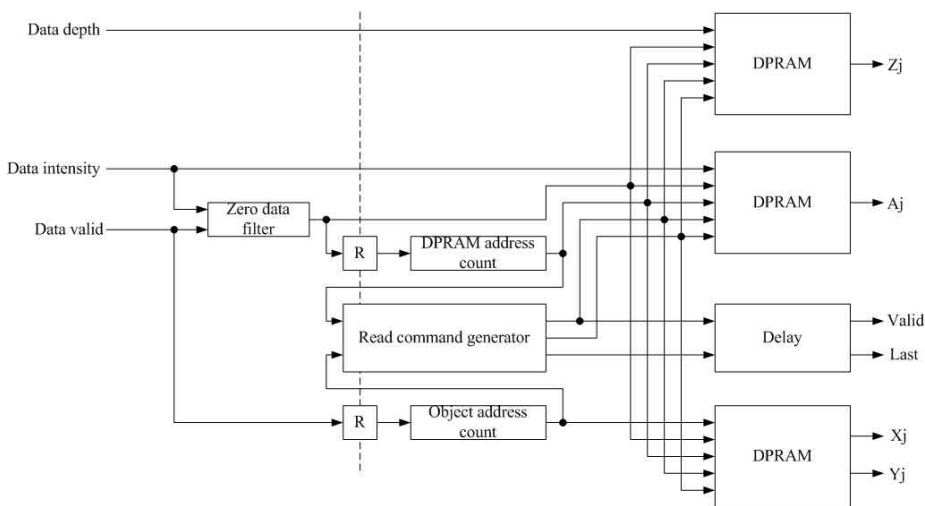 Data depth
DPRAM
Zj
Data intensity
DPRAM
Aj
Zero data
filter
Data valid
R
DPRAM address
count
Read command generator
Delay
Valid
Last
R
Object address
count
DPRAM
Xj
Yj